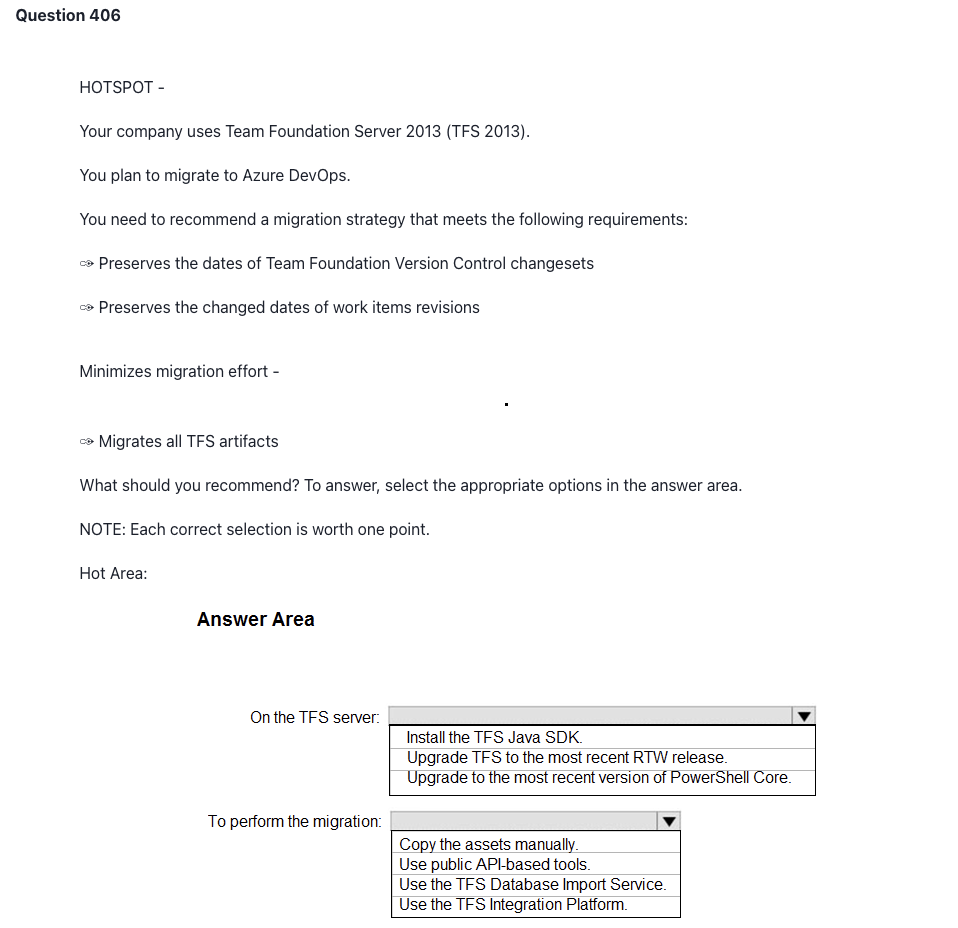 Question 406
HOTSPOT -
Your company uses Team Foundation Server 2013 (TFS 2013).
You plan to migrate to Azure DevOps.
You need to recommend a migration strategy that meets the following requirements:
Preserves the dates of Team Foundation Version Control changesets
Preserves the changed dates of work items revisions
Minimizes migration effort -
Migrates all TFS artifacts
What should you recommend? To answer, select the appropriate options in the answer area.
NOTE: Each correct selection is worth one point.
Hot Area:
Answer Area
On the TFS server:
Install the TFS Java SDK.
Upgrade TFS to the most recent RTW release.
Upgrade to the most recent version of PowerShell Core.
To perform the migration:
Copy the assets manually.
Use public API-based tools.
Use the TFS Database Import Service.
Use the TFS Integration Platform.